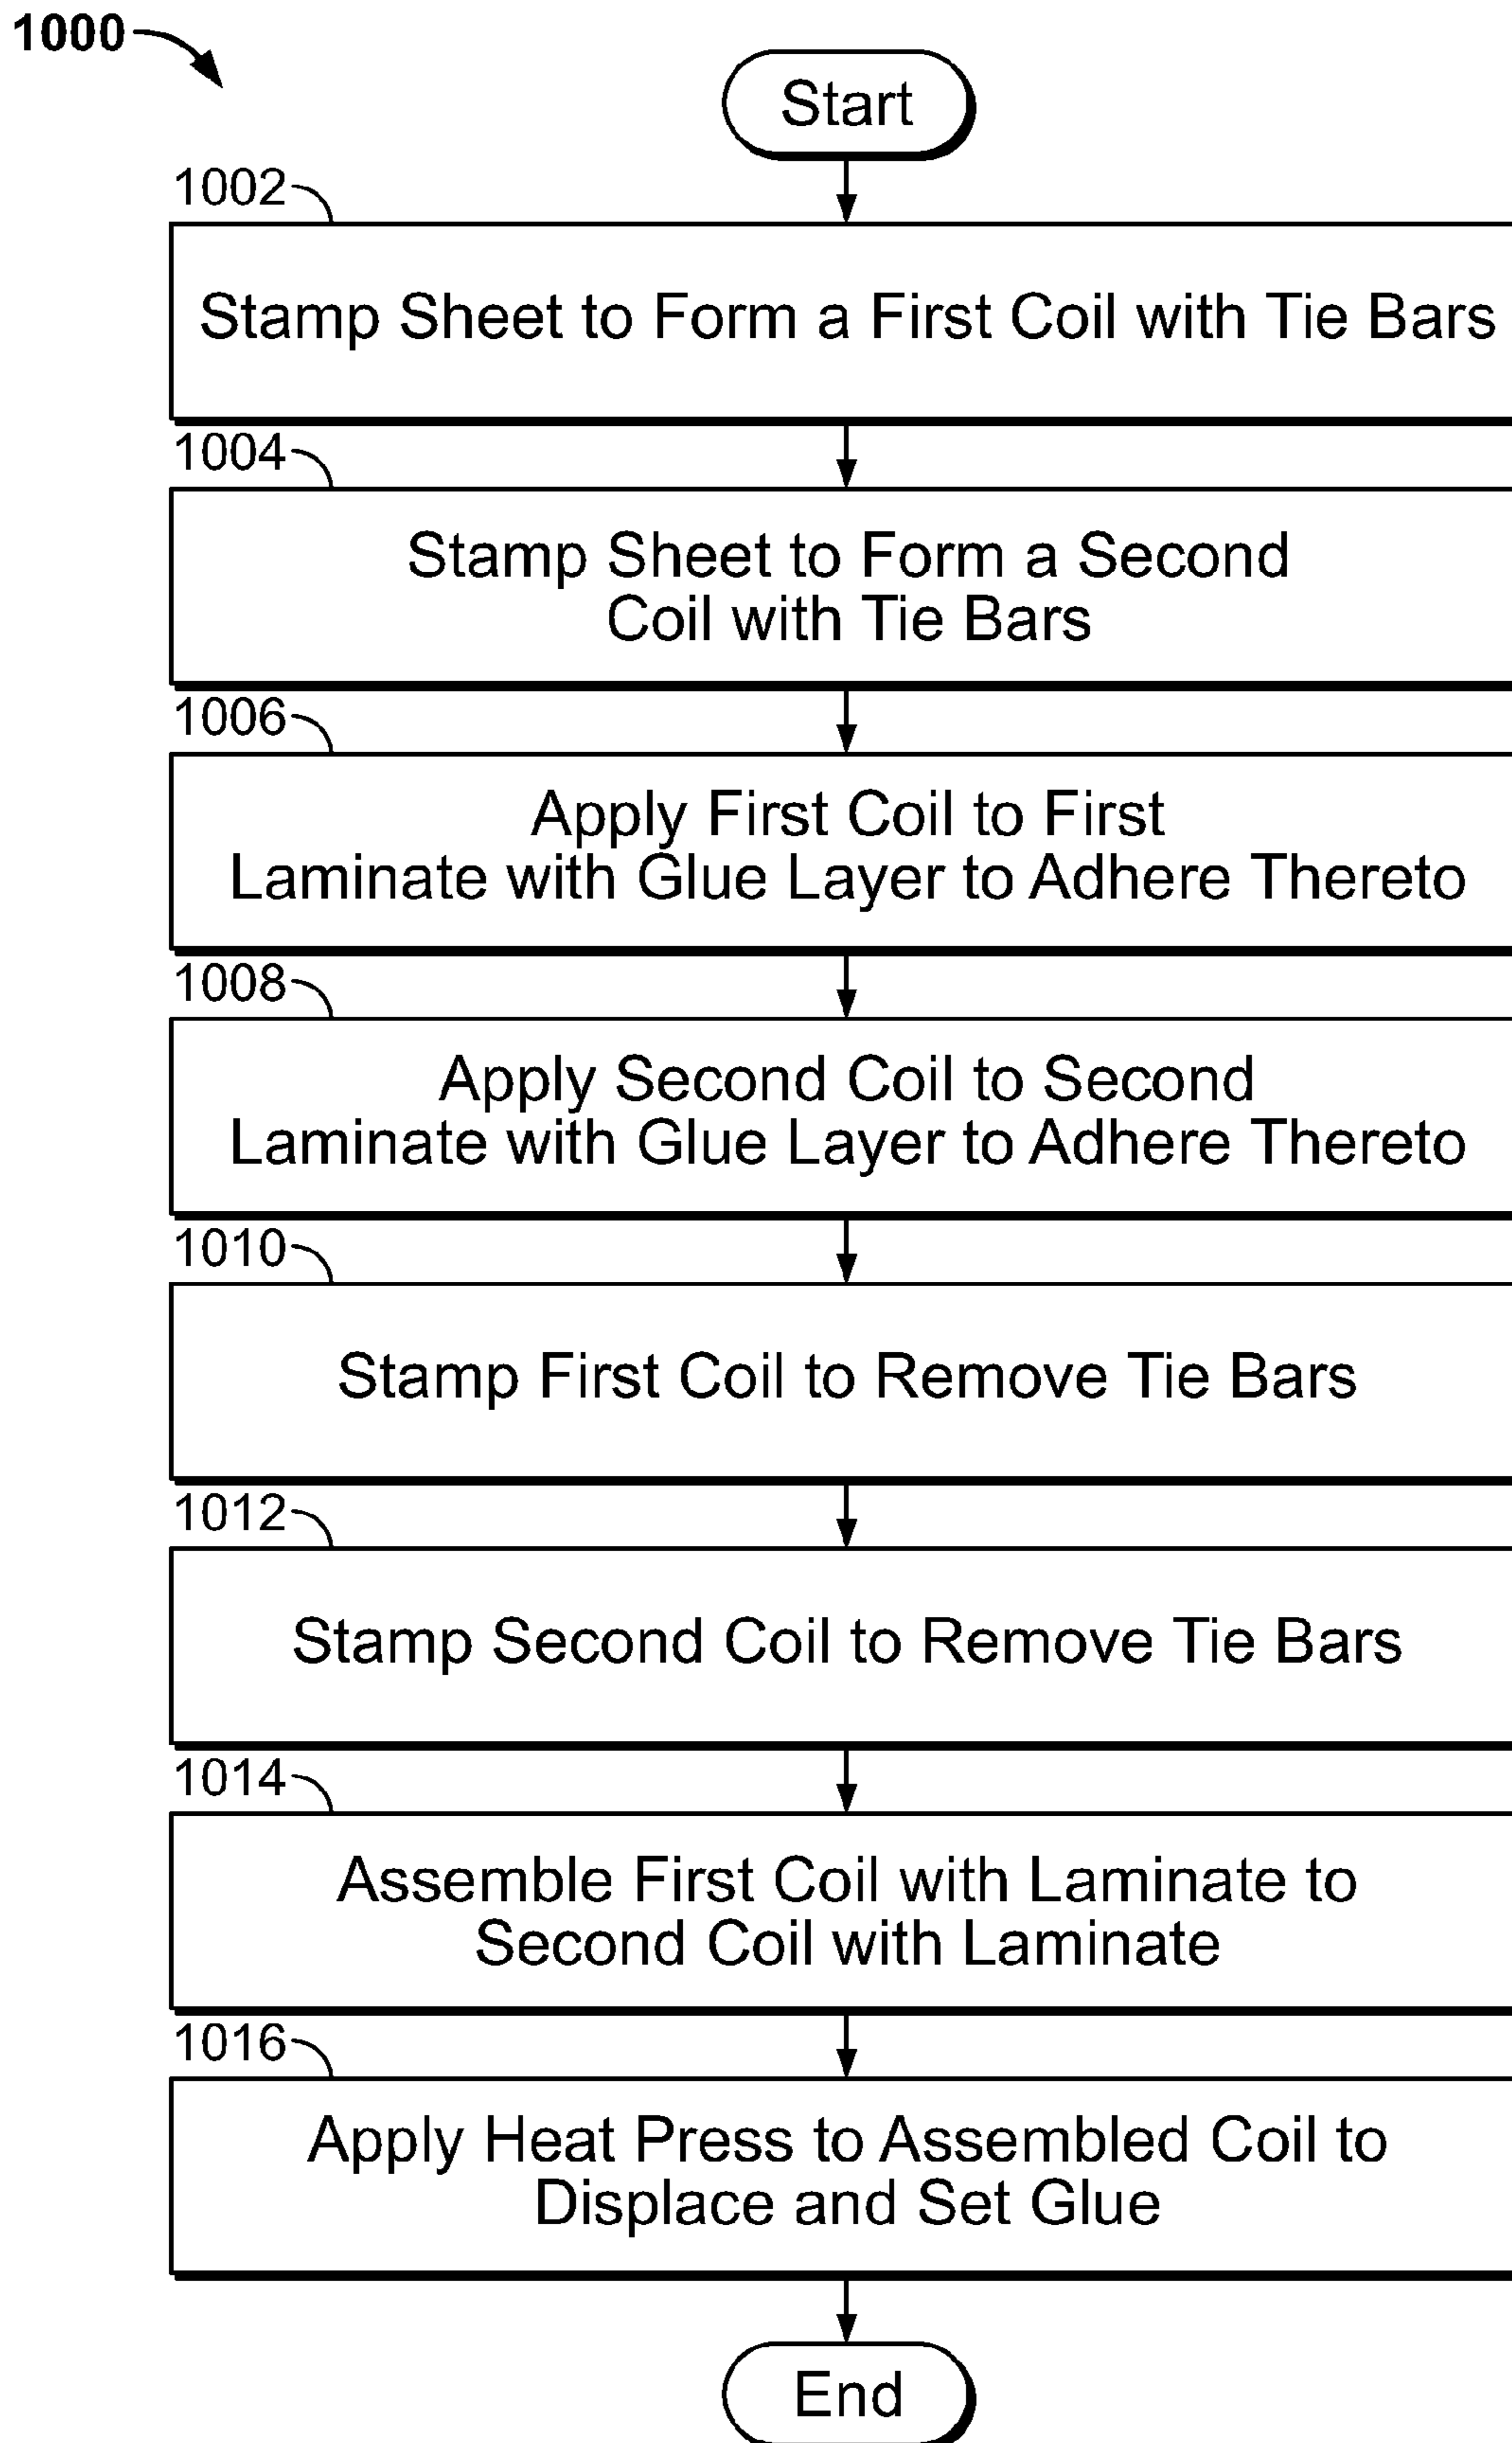 1000
Start
1002
Stamp Sheet to Form a First Coil with Tie Bars
1004
Stamp Sheet to Form a Second
Coil with Tie Bars
1006
Apply First Coil to First
Laminate with Glue Layer to Adhere Thereto
1008
Apply Second Coil to Second
Laminate with Glue Layer to Adhere Thereto
1010
Stamp First Coil to Remove Tie Bars
1012
Stamp Second Coil to Remove Tie Bars
1014
Assemble First Coil with Laminate to
Second Coil with Laminate
1016
Apply Heat Press to Assembled Coil to
Displace and Set Glue
End